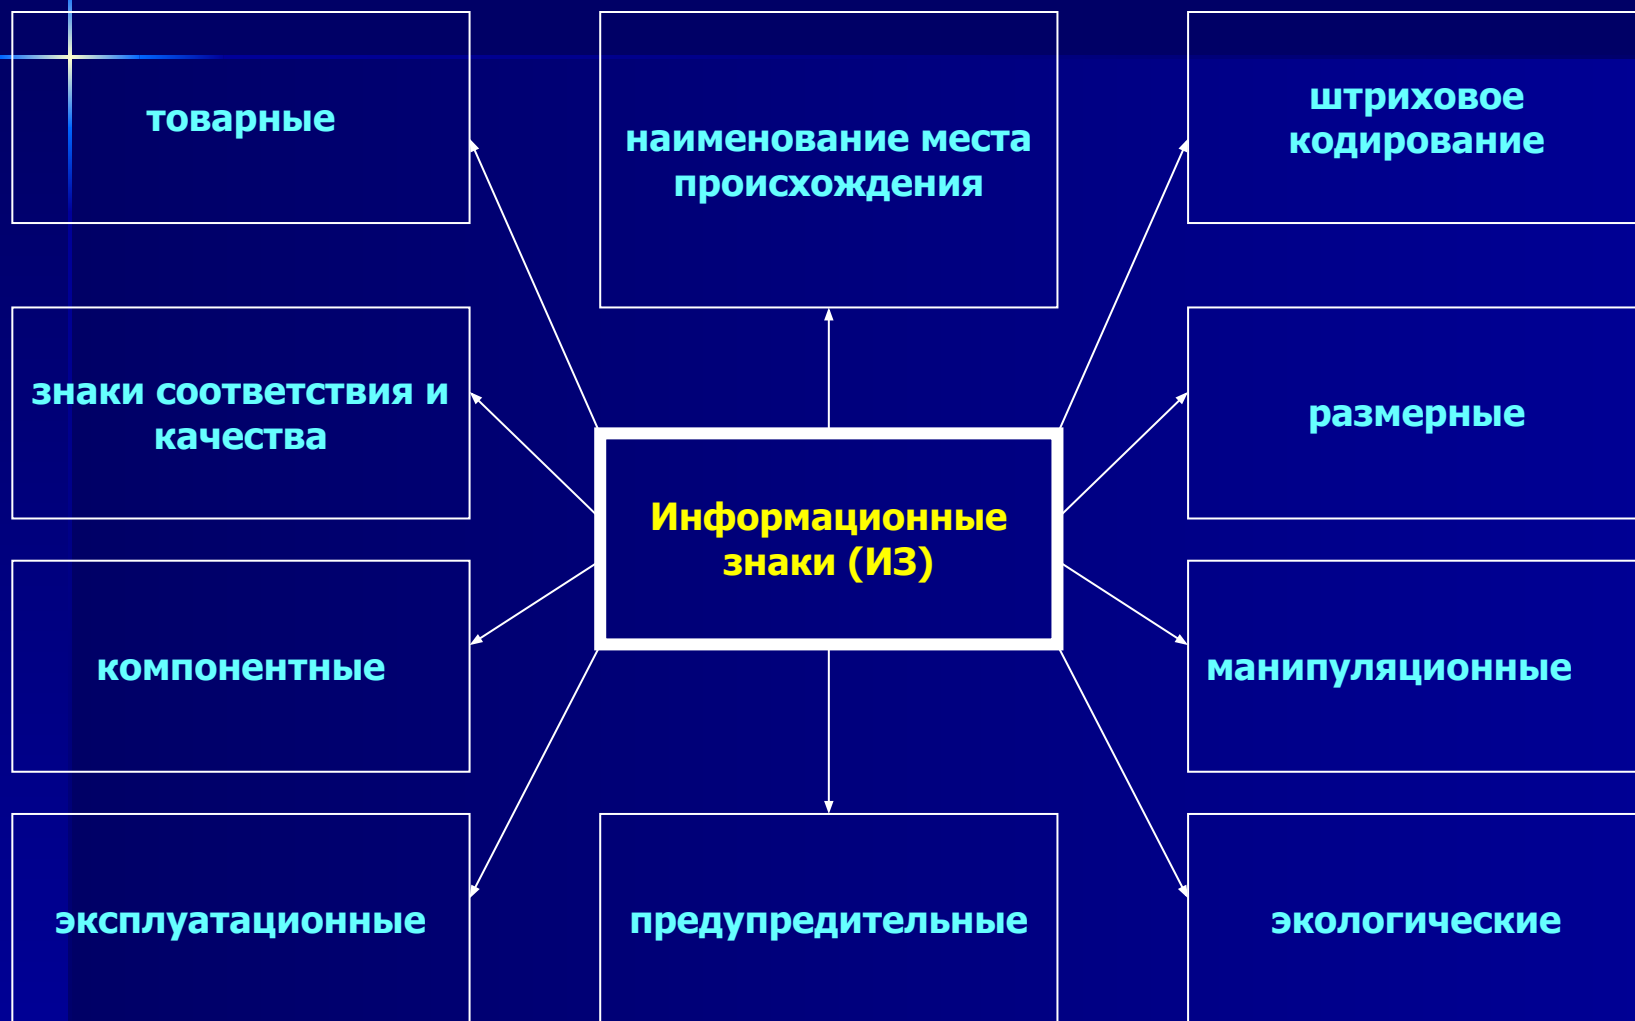 товарные
наименование места
происхождения
штриховое
кодирование
знаки соответствия и
качества
размерные
Информационные
знаки (ИЗ)
компонентные
манипуляционные
эксплуатационные
предупредительные
экологические